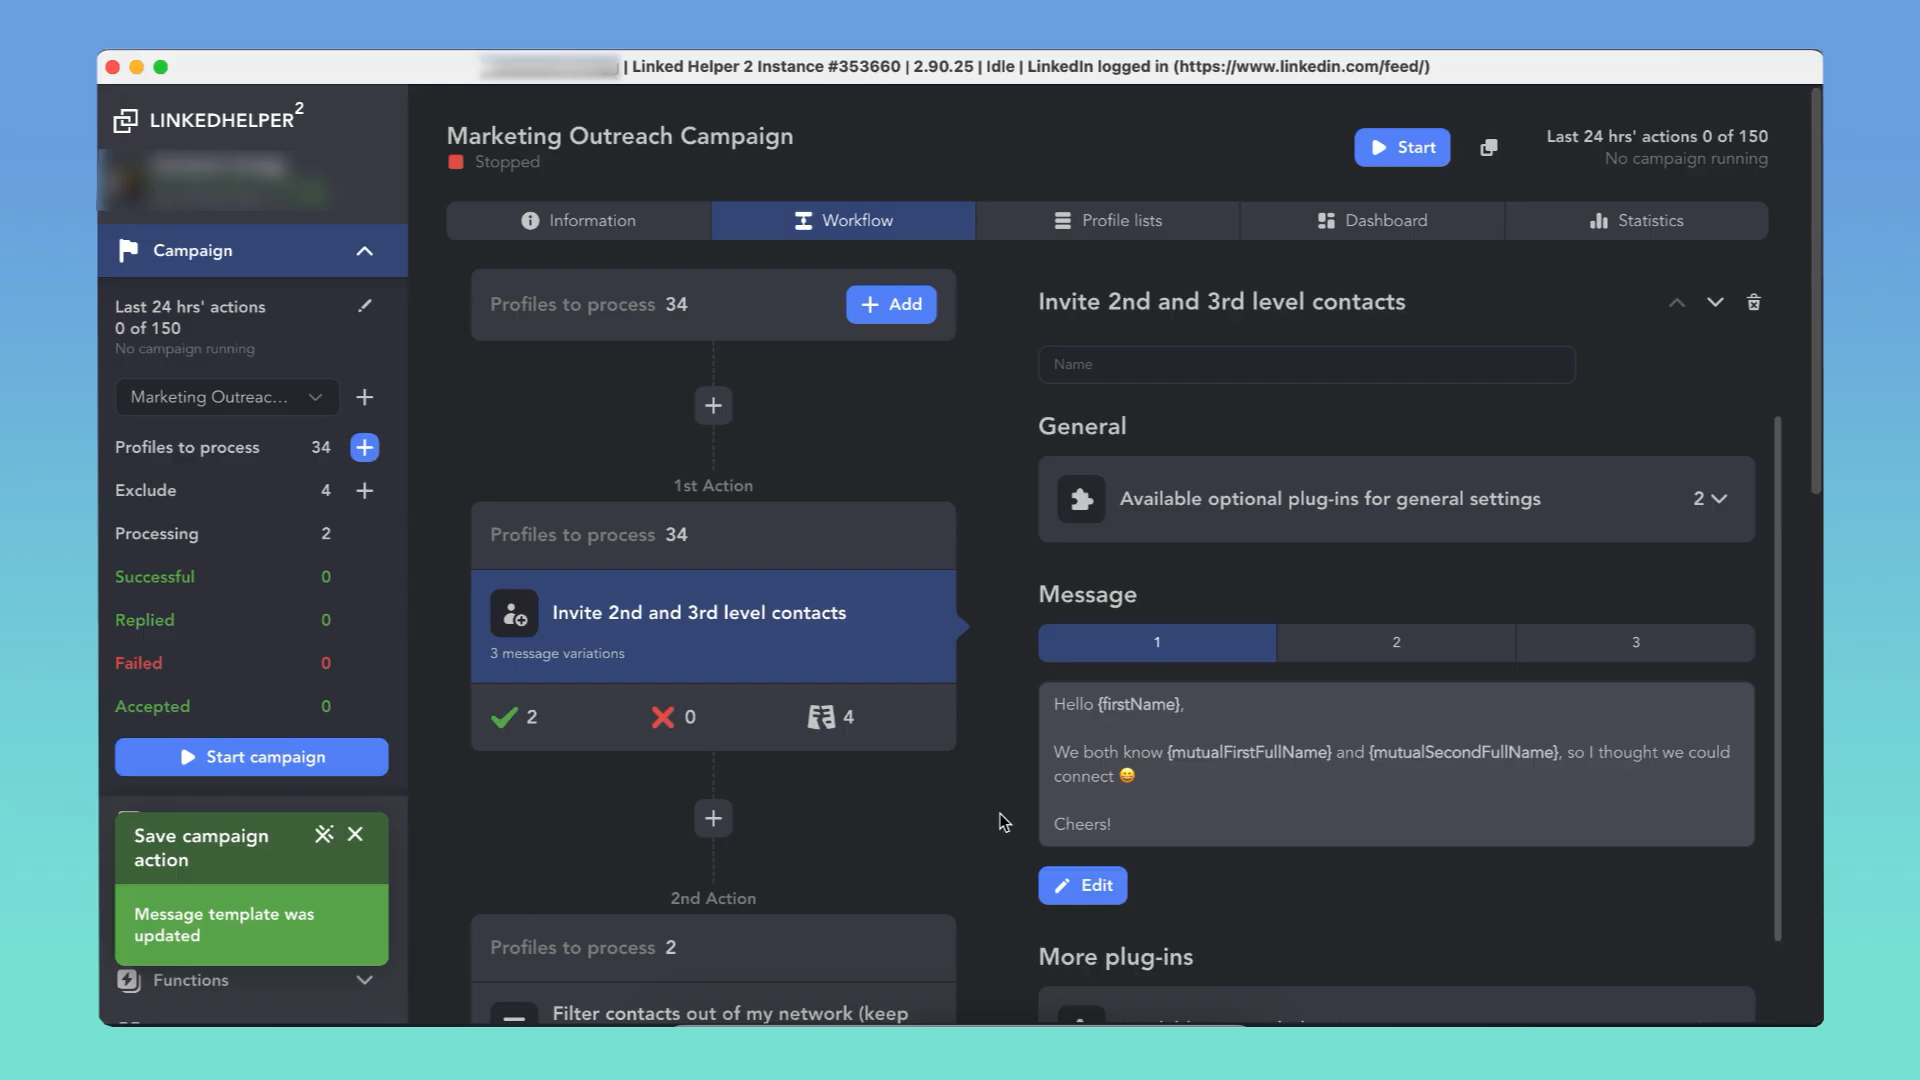 | Linked Helper 2 Instance #353660 | 2.90.25 | Idle | LinkedIn logged in (https://www.linkedin.com/feed/)
LINKEDHELPER2
Campaign
Last 24 hrs' actions
0 of 150
No campaign running
Marketing Outreac...
Profiles to process 34
Exclude 4
Processing 2
Successful 0
Replied 0
Failed 0
Accepted 0
Start campaign
Save campaign
action
Message template was
updated
Functions
Marketing Outreach Campaign
Stopped
Start
Last 24 hrs' actions 0 of 150
No campaign running
Information
Workflow
Profile lists
Dashboard
Statistics
Profiles to process 34
Add
1st Action
Profiles to process 34
Invite 2nd and 3rd level contacts
3 message variations
2
0
4
2nd Action
Profiles to process 2
Filter contacts out of my network (keep
Invite 2nd and 3rd level contacts
Name
General
Available optional plug-ins for general settings 2
Message
1
2
3
Hello {firstName},
We both know {mutualFirstFullName} and {mutualSecondFullName}, so I thought we could
connect 😄
Cheers!
Edit
More plug-ins